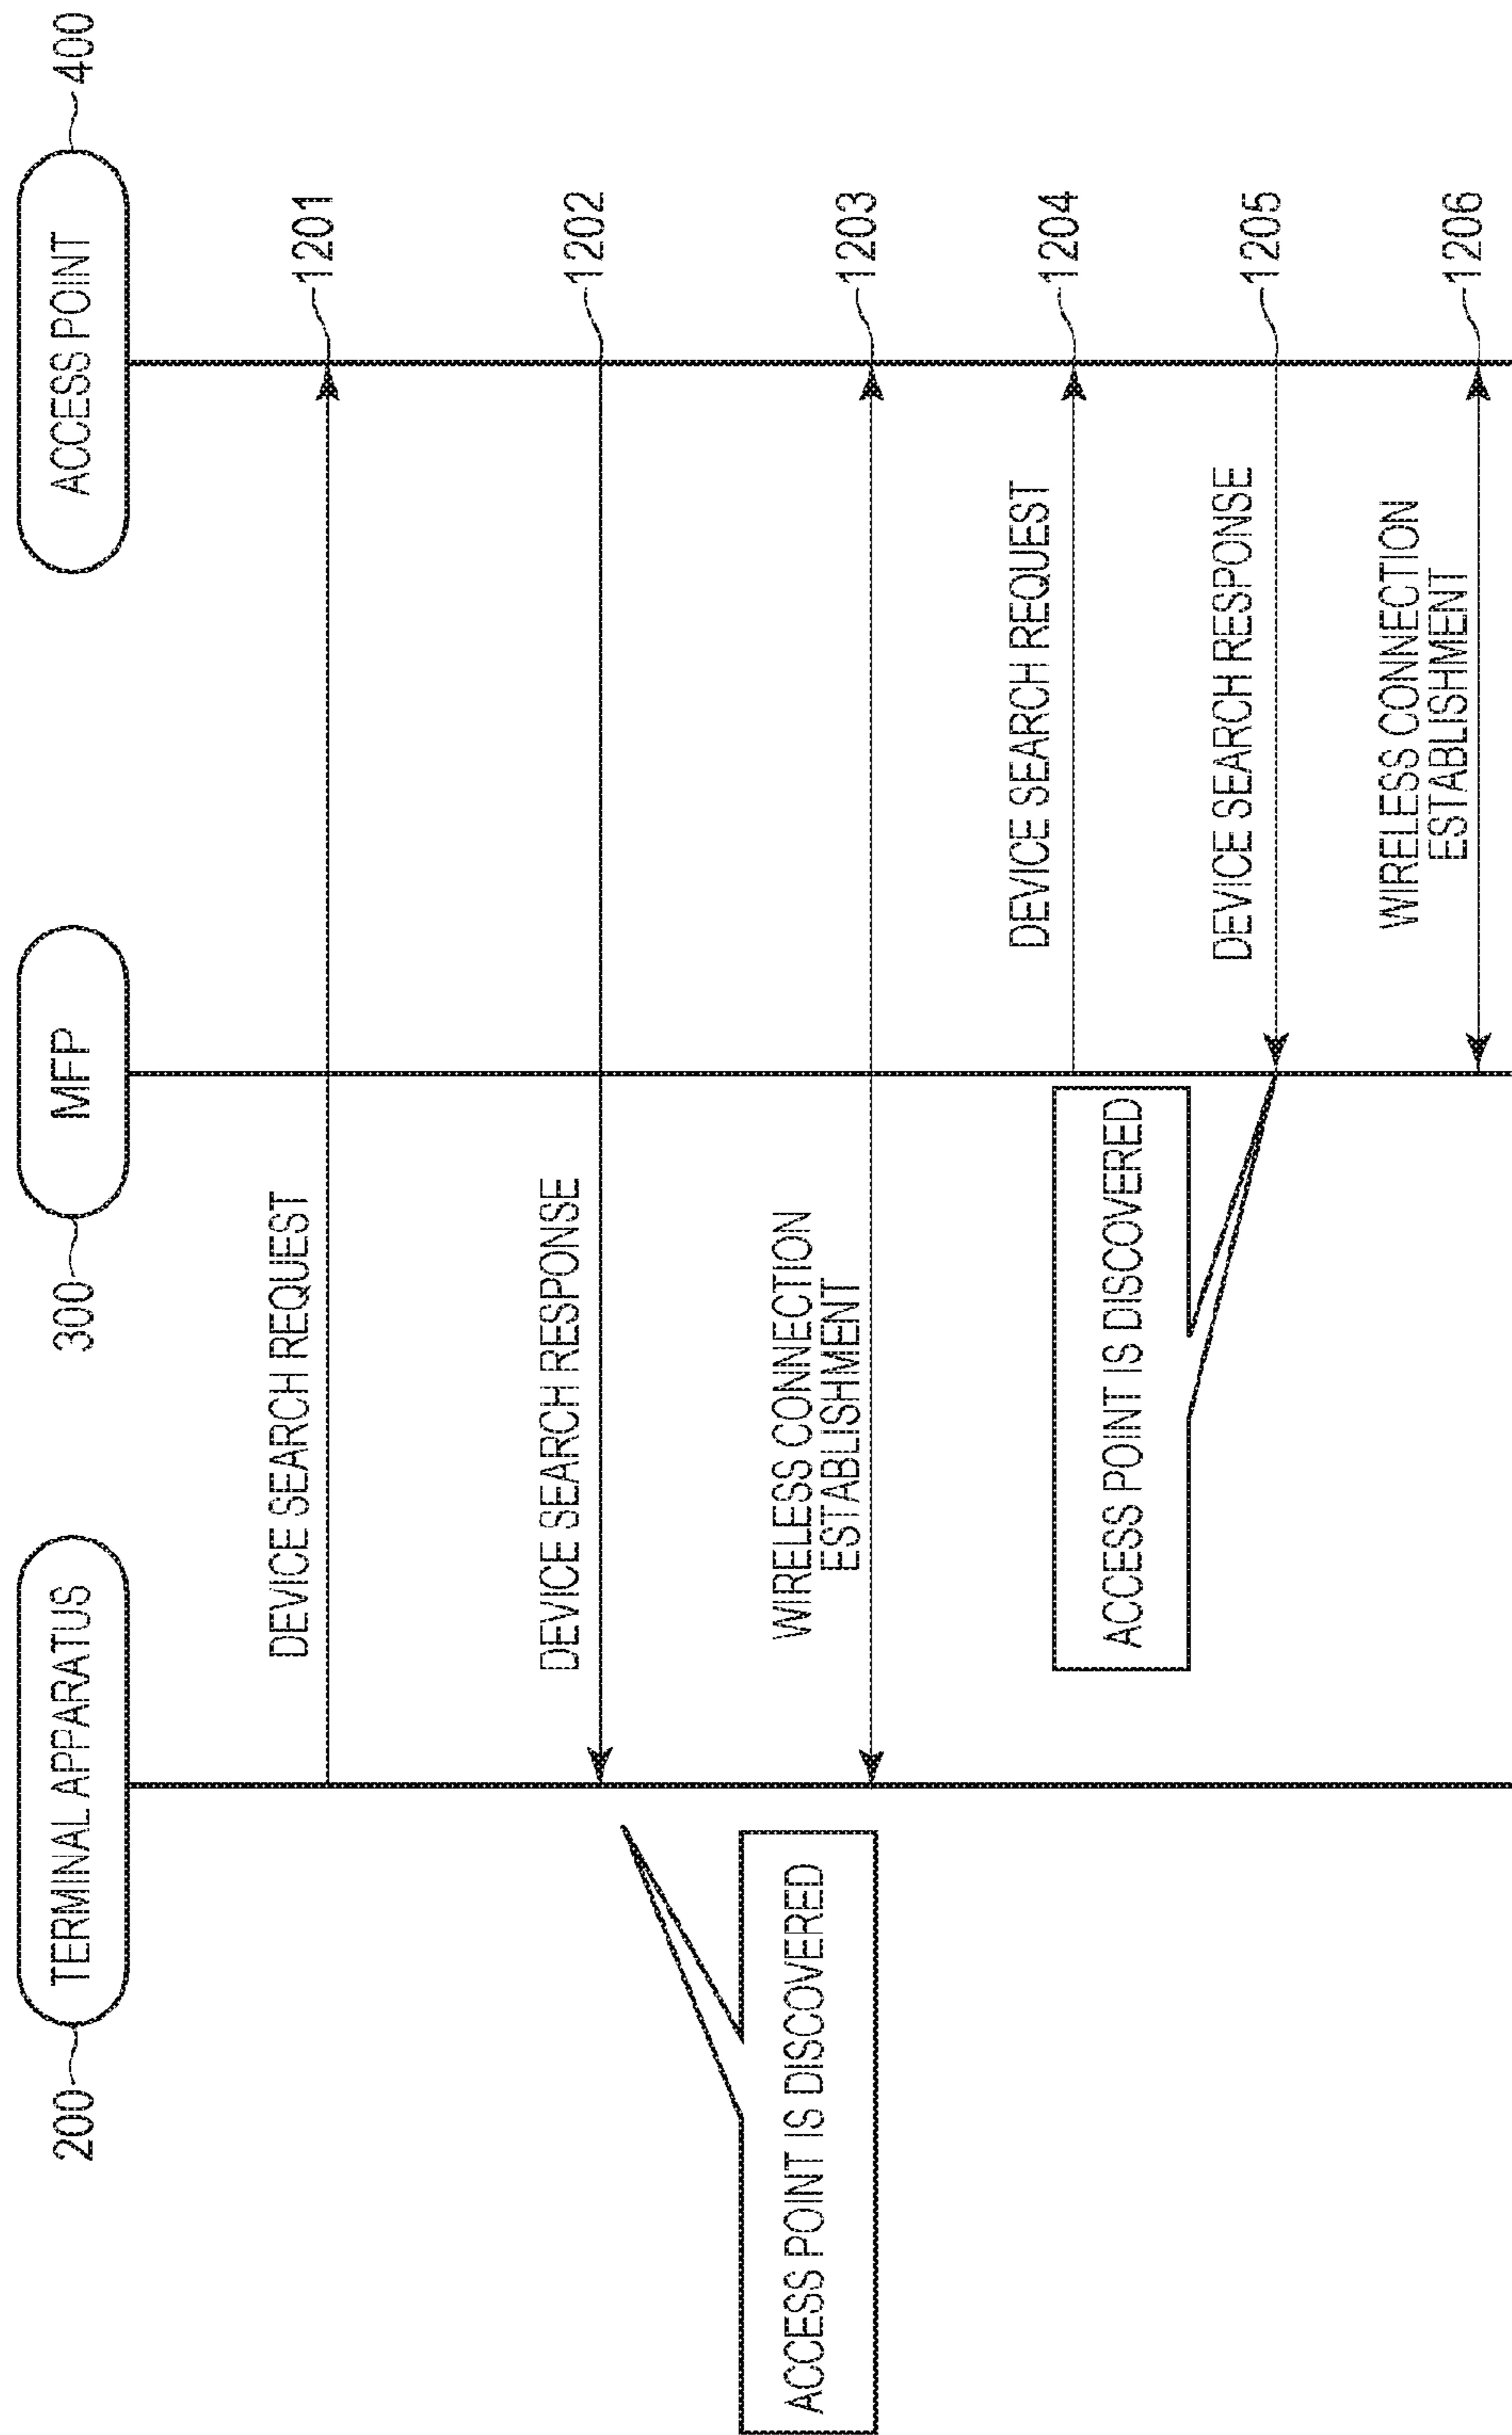 200
TERMINAL APPARATUS
300
MFP
ACCESS POINT
400
DEVICE SEARCH REQUEST
1201
DEVICE SEARCH RESPONSE
1202
ACCESS POINT IS DISCOVERED
WIRELESS CONNECTION
ESTABLISHMENT
1203
DEVICE SEARCH REQUEST
1204
ACCESS POINT IS DISCOVERED
DEVICE SEARCH RESPONSE
1205
WIRELESS CONNECTION
ESTABLISHMENT
1206